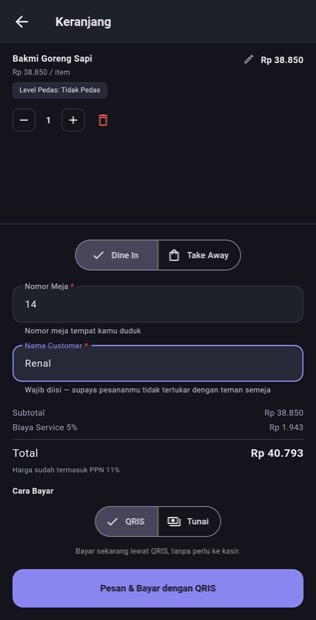 Keranjang
Bakmi Goreng Sapi Rp 38.850
Rp 38.850 / item
Level Pedas: Tidak Pedas
1
Dine In Take Away
Nomor Meja *
14
Nomor meja tempat kamu duduk
Nama Customer *
Renal
Wajib diisi — supaya pesananmu tidak tertukar dengan teman semeja
Subtotal Rp 38.850
Biaya Service 5% Rp 1.943
Total Rp 40.793
Harga sudah termasuk PPN 11%
Cara Bayar
QRIS Tunai
Bayar sekarang lewat QRIS, tanpa perlu ke kasir.
Pesan & Bayar dengan QRIS